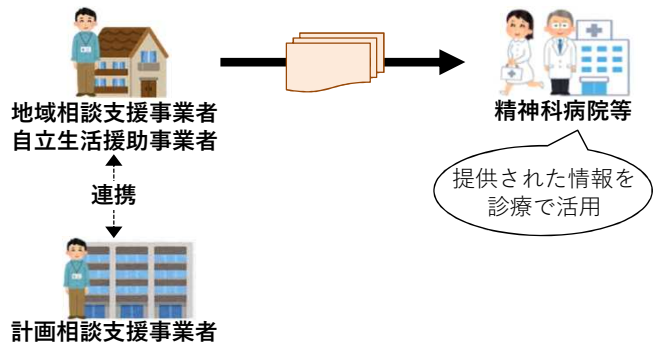 地域相談支援事業者
自立生活援助事業者
精神科病院等
提供された情報を
診療で活用
連携
計画相談支援事業者